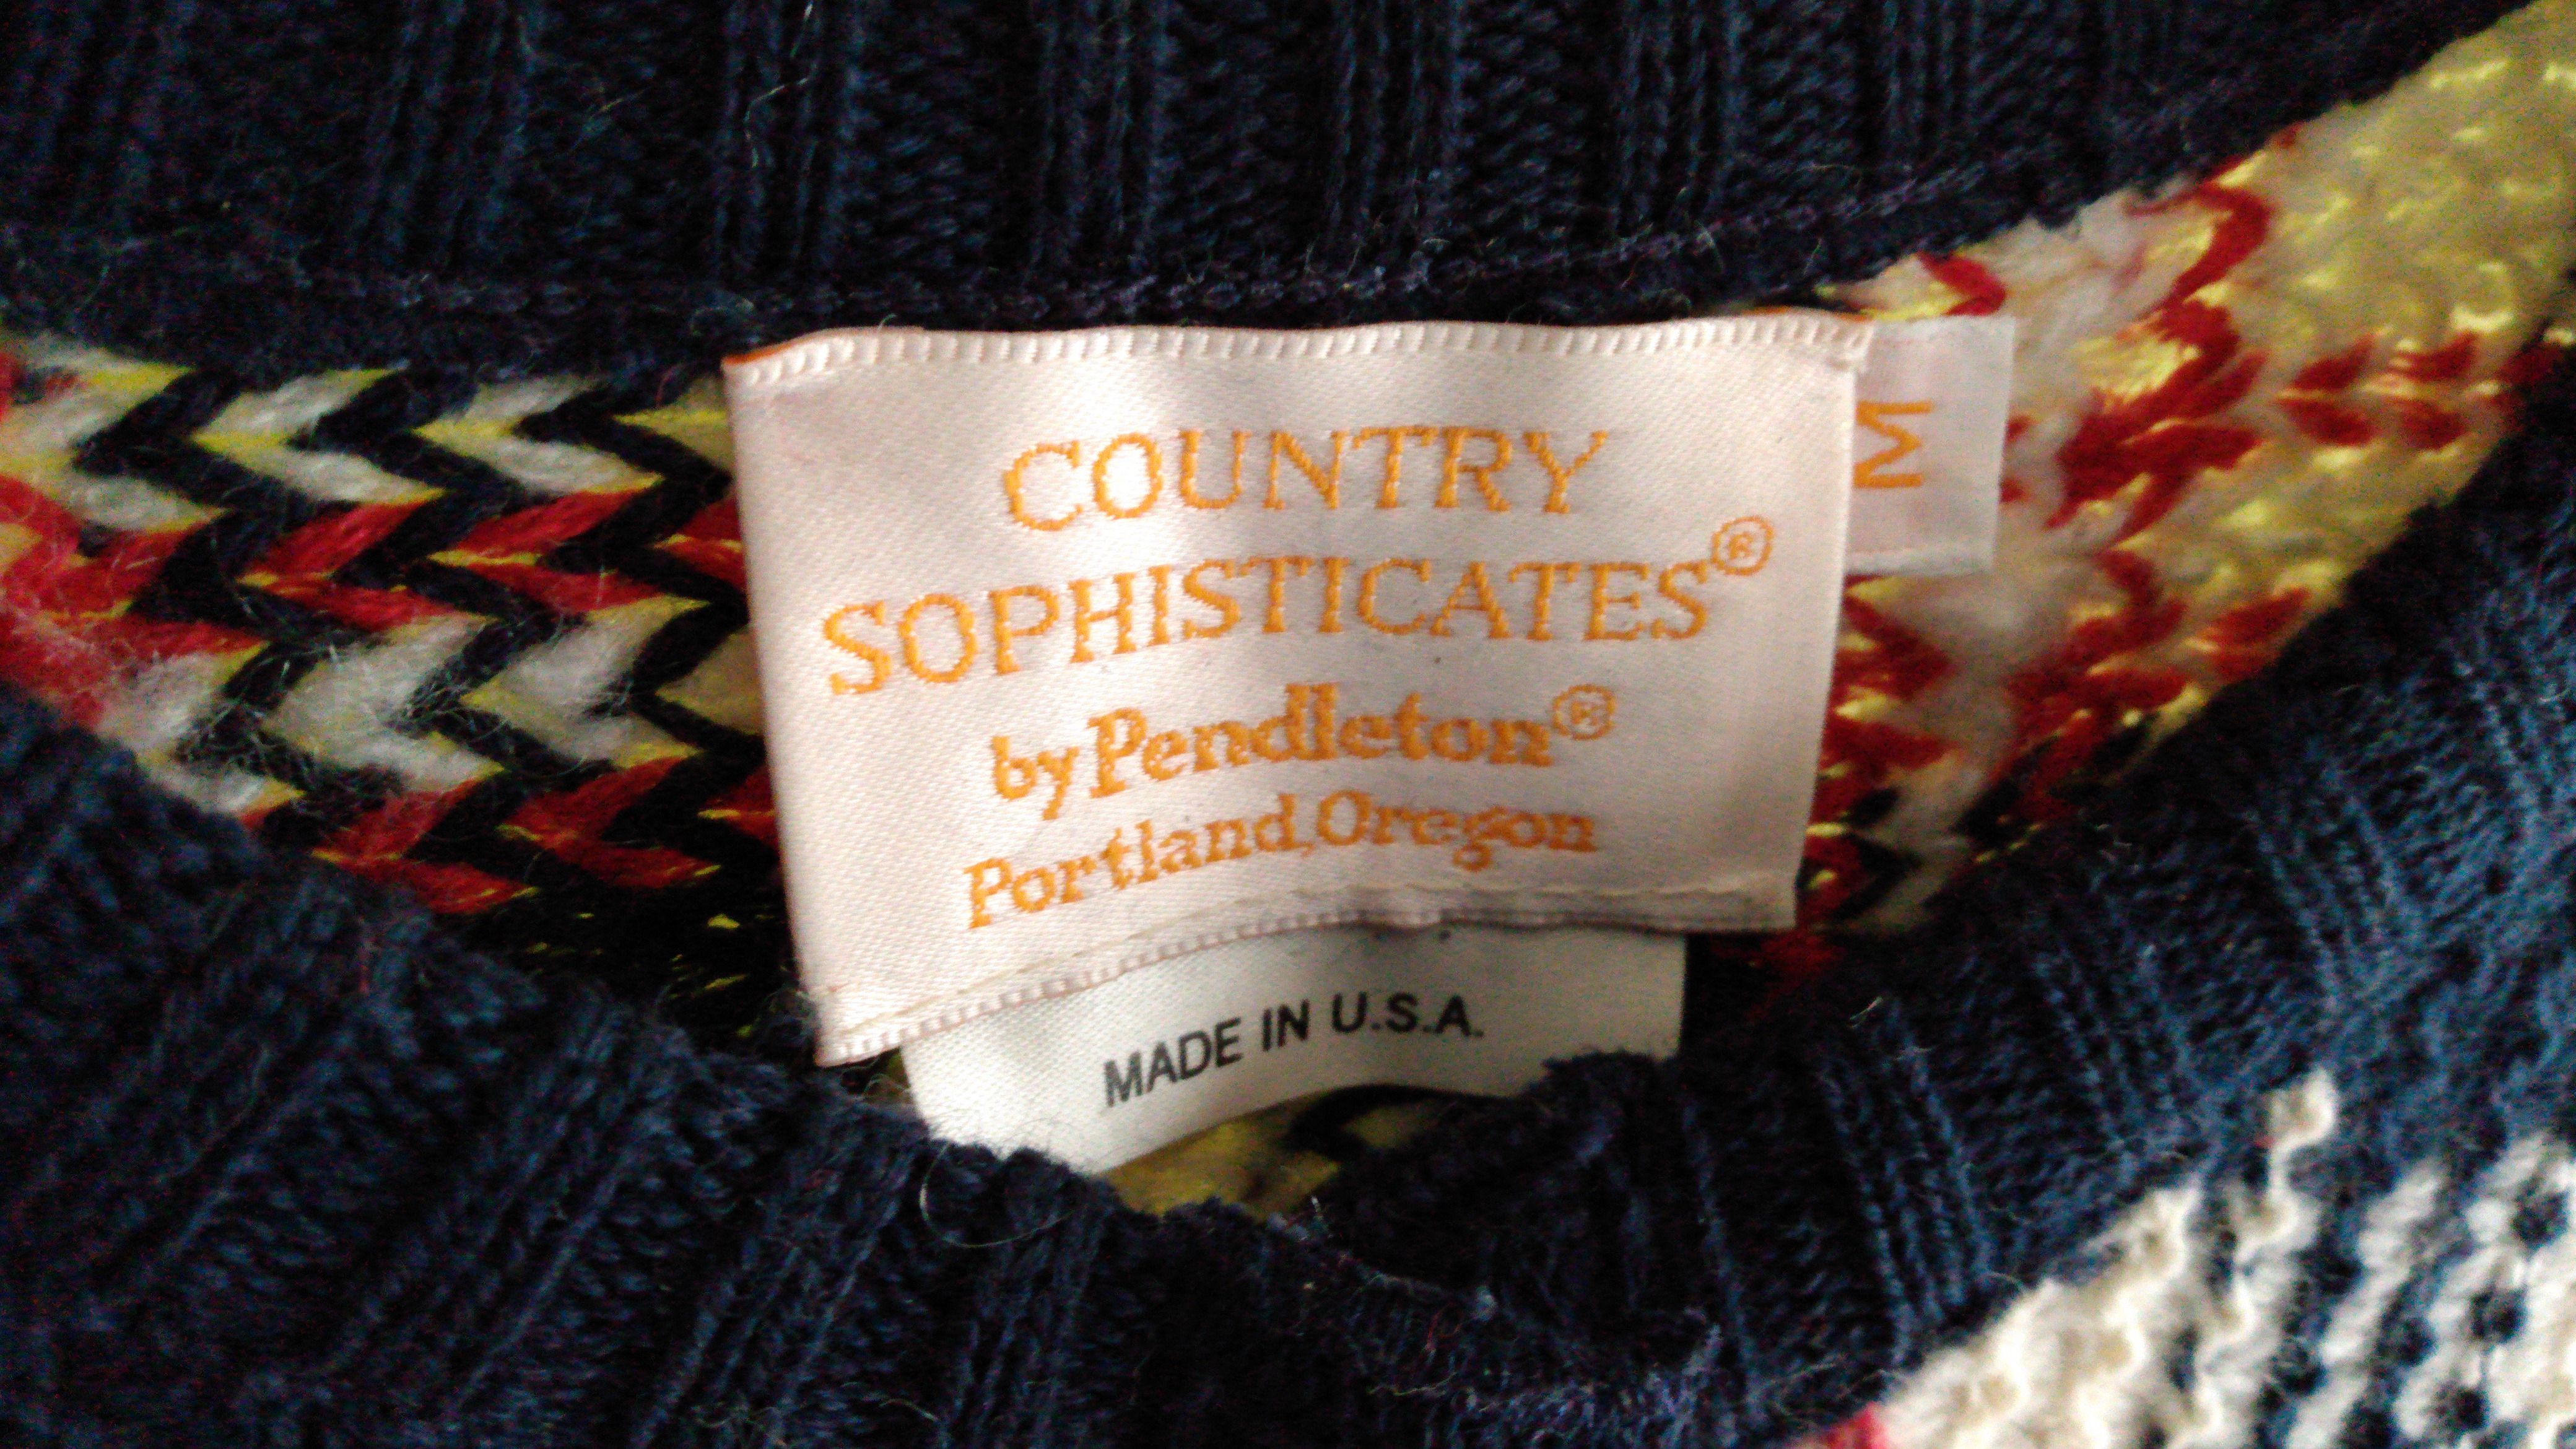 COUNTRY
SOPHISTICATES®
by Pendleton®
Portland, Oregon
M
MADE IN U.S.A.